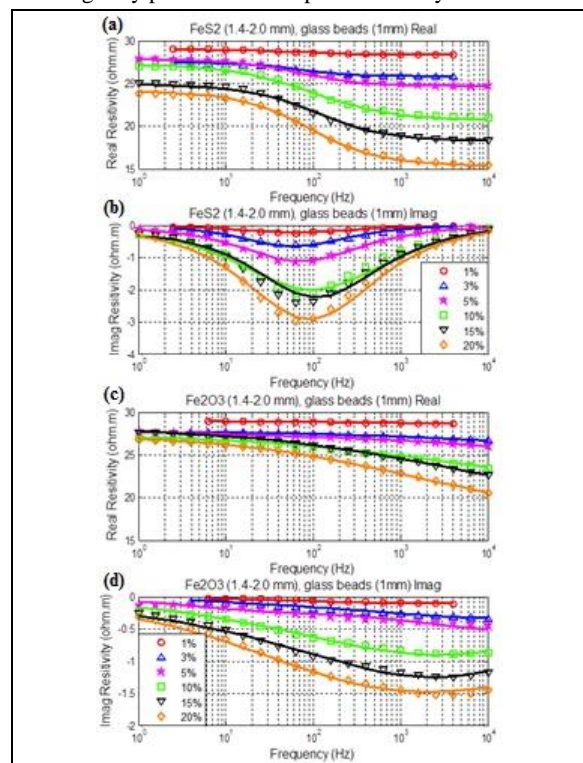 (a) FeS2 (1.4-2.0 mm), glass beads (1mm) Real
Real Resitivity (ohm.m)
30
25
20
15
10^0 10^1 10^2 10^3 10^4
Frequency (Hz)
(b) FeS2 (1.4-2.0 mm), glass beads (1mm) Imag
Imag Resitivity (ohm.m)
0
-1
-2
-3
-4
1%
3%
5%
10%
15%
20%
10^0 10^1 10^2 10^3 10^4
Frequency (Hz)
(c) Fe2O3 (1.4-2.0 mm), glass beads (1mm) Real
Real Resitivity (ohm.m)
30
25
20
15
10^0 10^1 10^2 10^3 10^4
Frequency (Hz)
(d) Fe2O3 (1.4-2.0 mm), glass beads (1mm) Imag
Imag Resitivity (ohm.m)
0
-0.5
-1
-1.5
-2
1%
3%
5%
10%
15%
20%
10^0 10^1 10^2 10^3 10^4
Frequency (Hz)